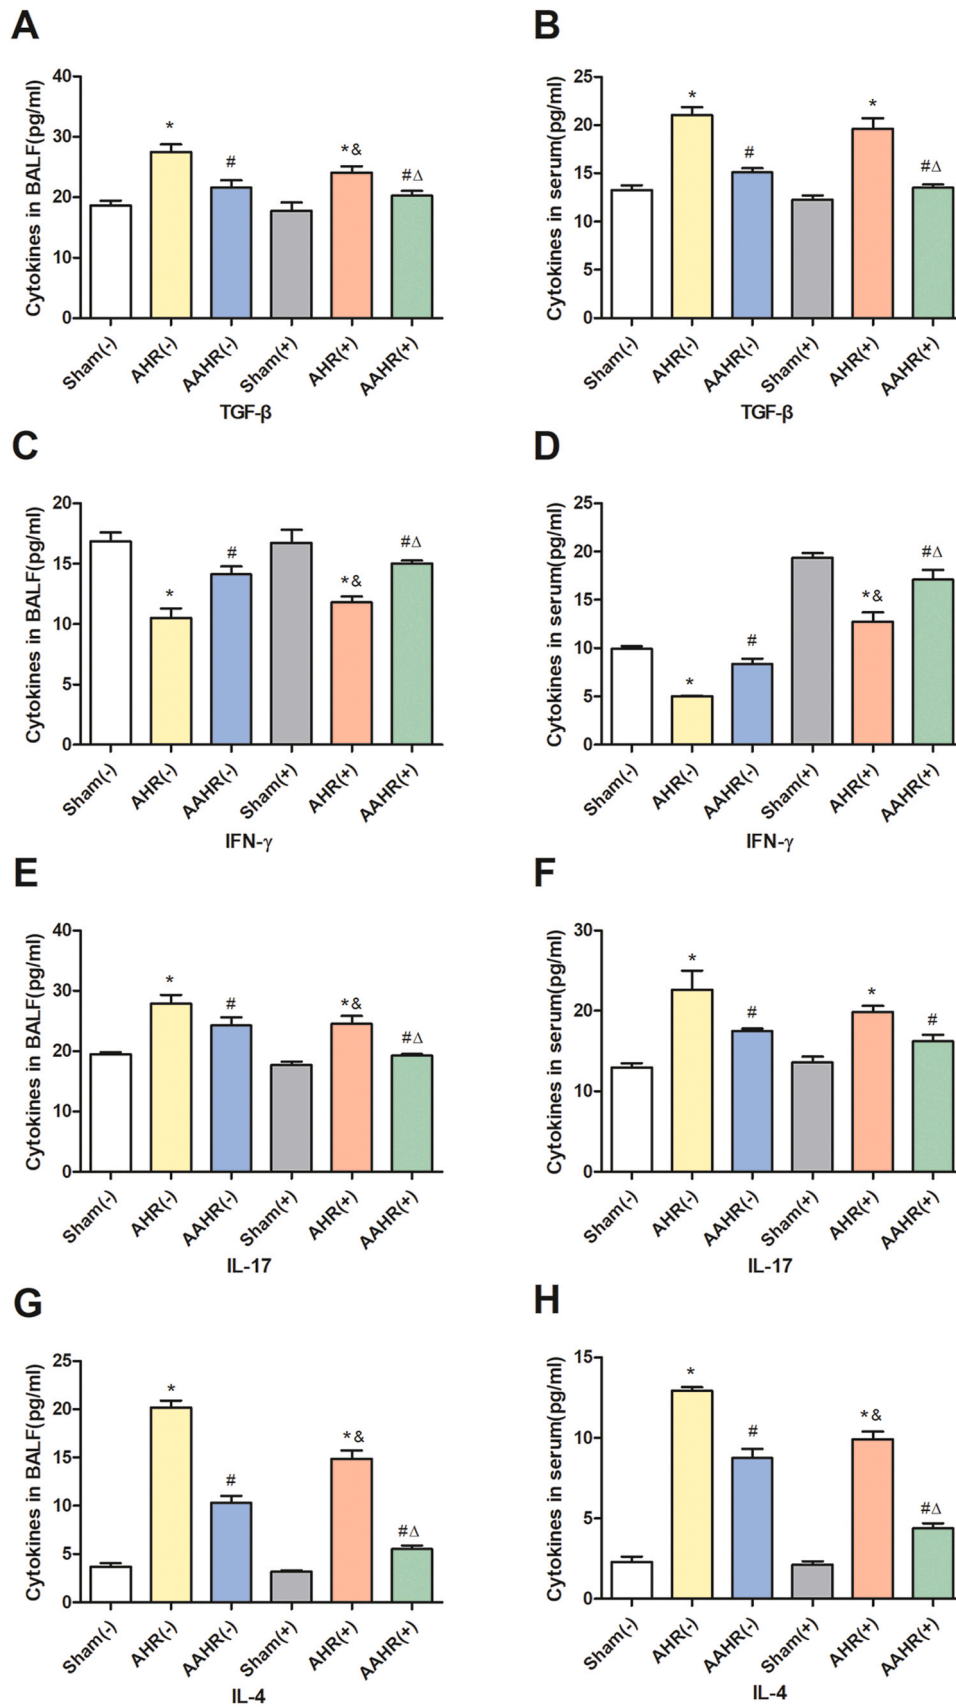 A
Cytokines in BALF(pg/ml)
40
30
20
10
0
*
#
*&
#Δ
Sham(-)
AHR(-)
AAHR(-)
Sham(+)
AHR(+)
AAHR(+)
TGF-β
B
Cytokines in serum(pg/ml)
25
20
15
10
5
0
*
#
*
#Δ
Sham(-)
AHR(-)
AAHR(-)
Sham(+)
AHR(+)
AAHR(+)
TGF-β
C
Cytokines in BALF(pg/ml)
20
15
10
5
0
*
#
*&
#Δ
Sham(-)
AHR(-)
AAHR(-)
Sham(+)
AHR(+)
AAHR(+)
IFN-γ
D
Cytokines in serum(pg/ml)
25
20
15
10
5
0
*
#
*&
#Δ
Sham(-)
AHR(-)
AAHR(-)
Sham(+)
AHR(+)
AAHR(+)
IFN-γ
E
Cytokines in BALF(pg/ml)
40
30
20
10
0
*
#
*&
#Δ
Sham(-)
AHR(-)
AAHR(-)
Sham(+)
AHR(+)
AAHR(+)
IL-17
F
Cytokines in serum(pg/ml)
30
20
10
0
*
#
*
#
Sham(-)
AHR(-)
AAHR(-)
Sham(+)
AHR(+)
AAHR(+)
IL-17
G
Cytokines in BALF(pg/ml)
25
20
15
10
5
0
*
#
*&
#Δ
Sham(-)
AHR(-)
AAHR(-)
Sham(+)
AHR(+)
AAHR(+)
IL-4
H
Cytokines in serum(pg/ml)
15
10
5
0
*
#
*&
#Δ
Sham(-)
AHR(-)
AAHR(-)
Sham(+)
AHR(+)
AAHR(+)
IL-4